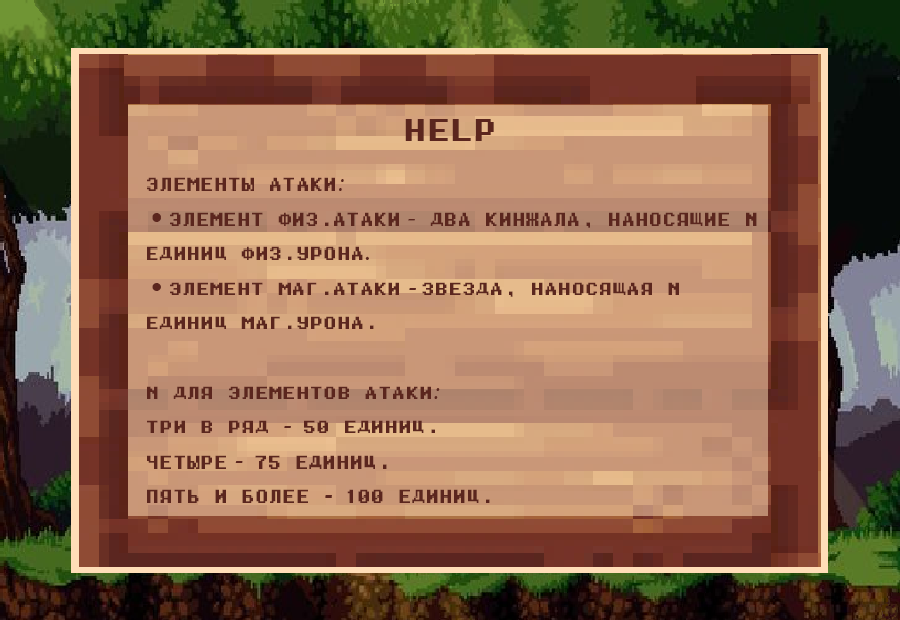 HELP
ЭЛЕМЕНТЫ АТАКИ:
• ЭЛЕМЕНТ ФИЗ.АТАКИ - ДВА КИНЖАЛА, НАНОСЯЩИЕ N
ЕДИНИЦ ФИЗ.УРОНА.
• ЭЛЕМЕНТ МАГ.АТАКИ -ЗВЕЗДА, НАНОСЯЩАЯ N
ЕДИНИЦ МАГ.УРОНА.
N ДЛЯ ЭЛЕМЕНТОВ АТАКИ:
ТРИ В РЯД - 50 ЕДИНИЦ.
ЧЕТЫРЕ - 75 ЕДИНИЦ.
ПЯТЬ И БОЛЕЕ - 100 ЕДИНИЦ.